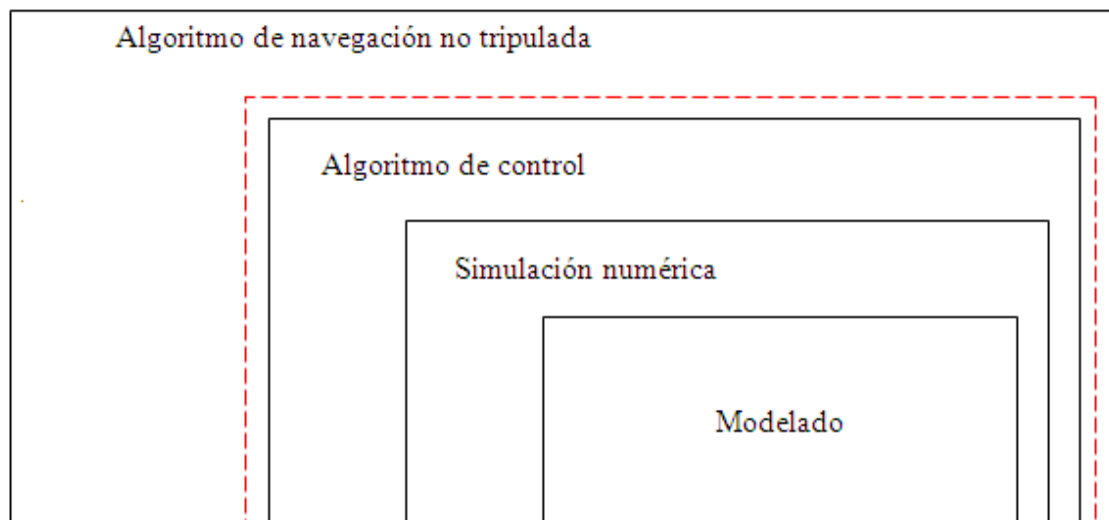 Algoritmo de navegación no tripulada
Algoritmo de control
Simulación numérica
Modelado